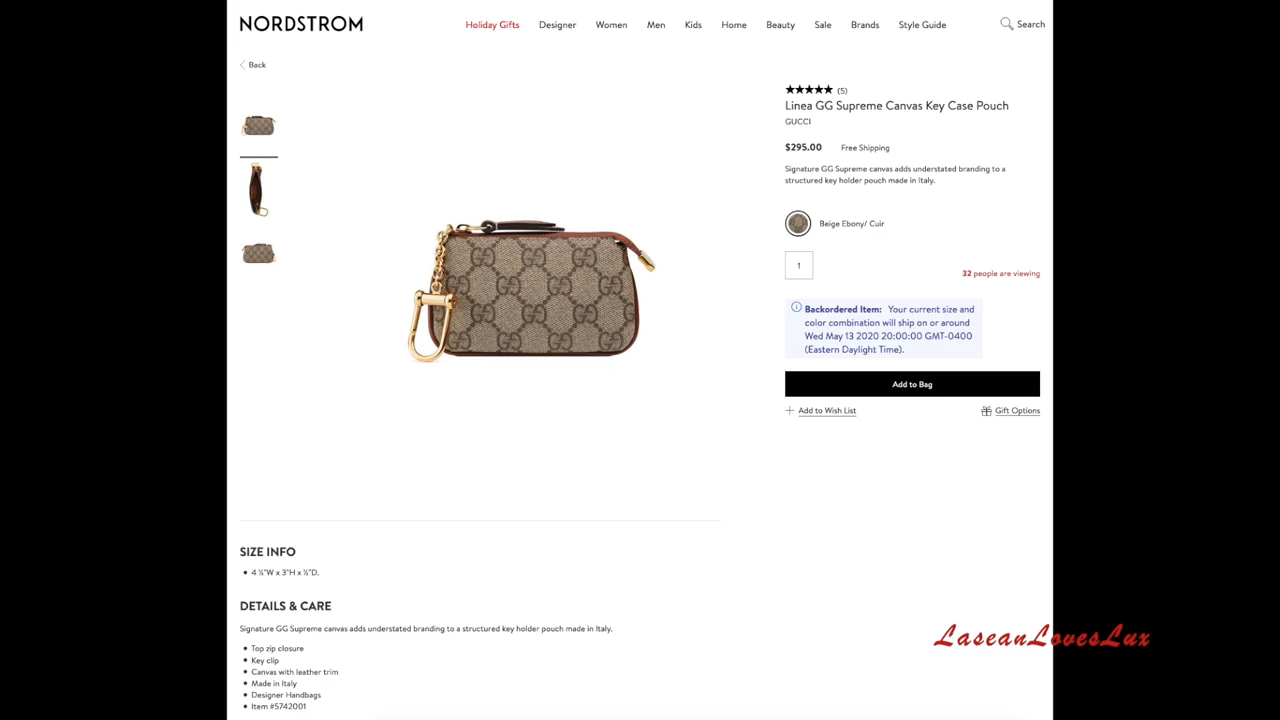 NORDSTROM
Holiday Gifts Designer Women Men Kids Home Beauty Sale Brands Style Guide
Search
Back
(5)
Linea GG Supreme Canvas Key Case Pouch
GUCCI
$295.00 Free Shipping
Signature GG Supreme canvas adds understated branding to a
structured key holder pouch made in Italy.
Beige Ebony/ Cuir
1
32 people are viewing
Backordered Item: Your current size and
color combination will ship on or around
Wed May 13 2020 20:00:00 GMT-0400
(Eastern Daylight Time).
Add to Bag
Add to Wish List
Gift Options
SIZE INFO
• 4 ½"W x 3"H x ½"D.
DETAILS & CARE
Signature GG Supreme canvas adds understated branding to a structured key holder pouch made in Italy.
• Top zip closure
• Key clip
• Canvas with leather trim
• Made in Italy
• Designer Handbags
• Item #5742001
LaseanLovesLux